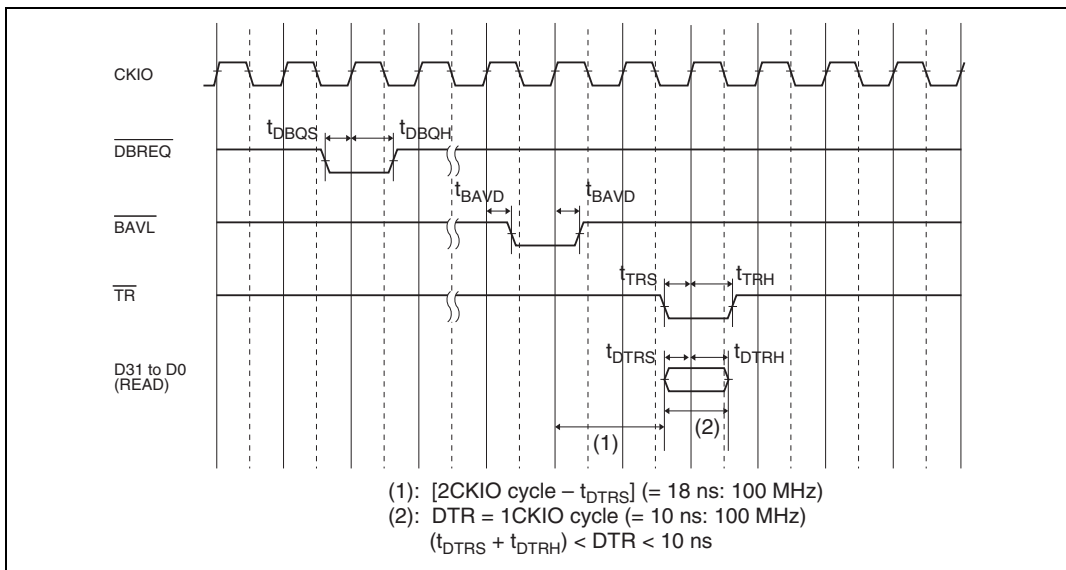 CKIO
tDBQS tDBQH
DBREQ
tBAVD tBAVD
BAVL
tTRS tTRH
TR
tDTRS tDTRH
D31 to D0
(READ)
(1) (2)
(1): [2CKIO cycle – tDTRS] (= 18 ns: 100 MHz)
(2): DTR = 1CKIO cycle (= 10 ns: 100 MHz)
(tDTRS + tDTRH) < DTR < 10 ns